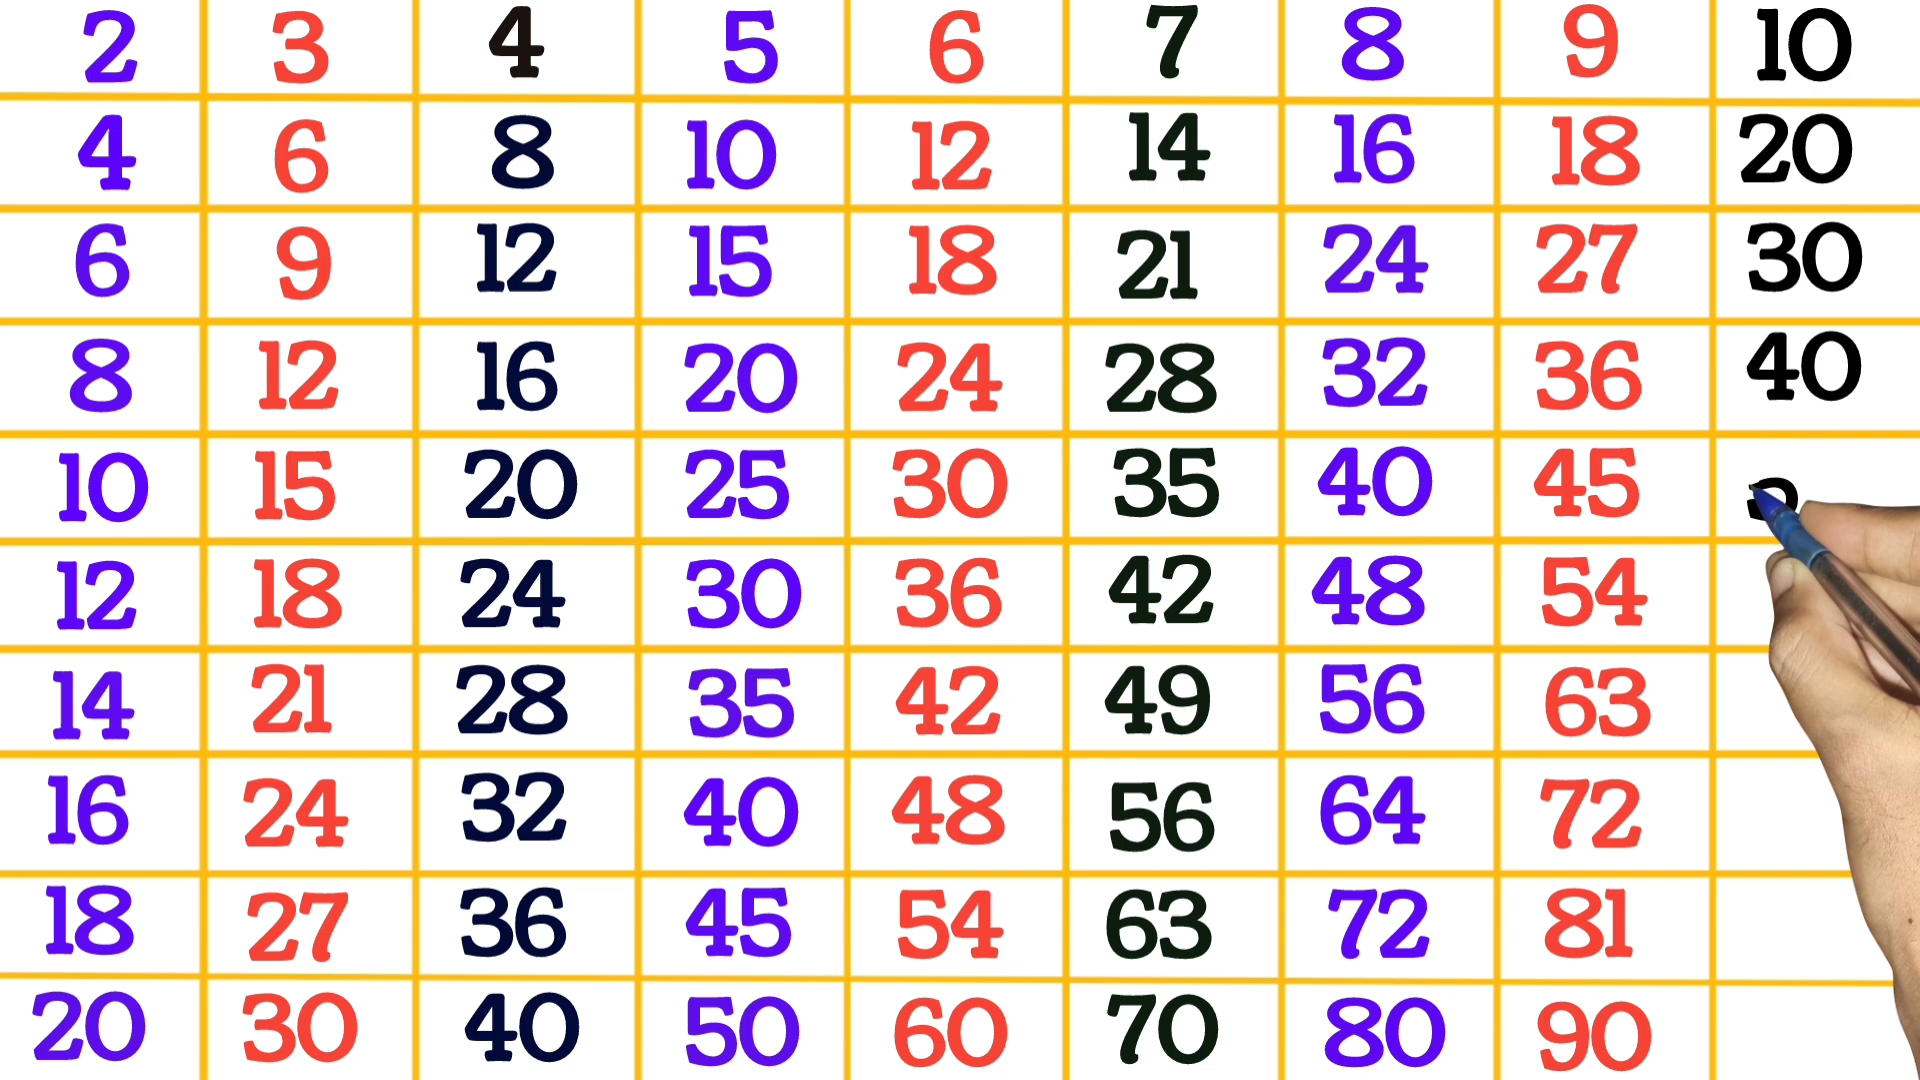 2 3 4 5 6 7 8 9 10
4 6 8 10 12 14 16 18 20
6 9 12 15 18 21 24 27 30
8 12 16 20 24 28 32 36 40
10 15 20 25 30 35 40 45
12 18 24 30 36 42 48 54
14 21 28 35 42 49 56 63
16 24 32 40 48 56 64 72
18 27 36 45 54 63 72 81
20 30 40 50 60 70 80 90